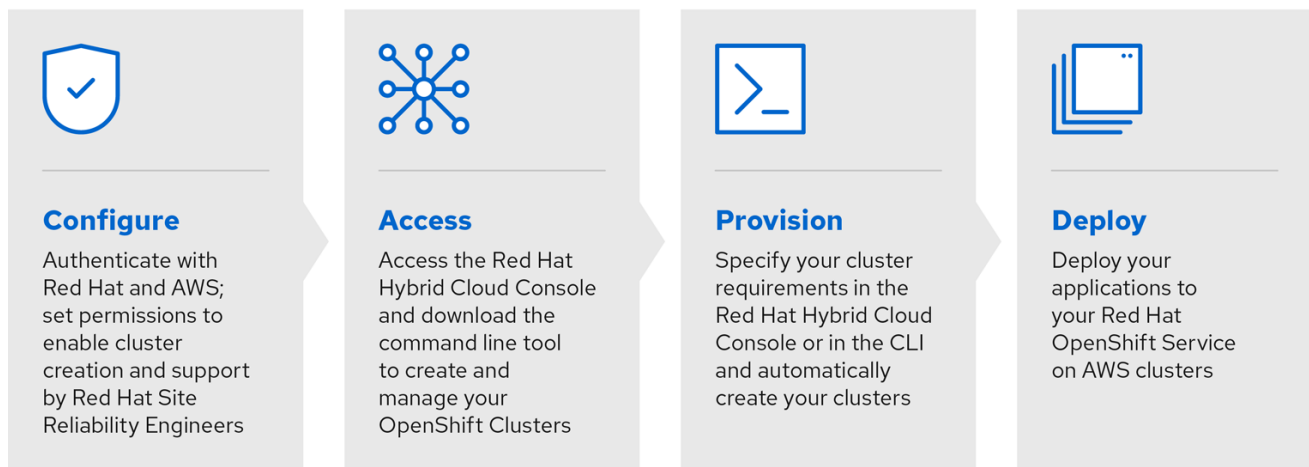 Configure
Authenticate with
Red Hat and AWS;
set permissions to
enable cluster
creation and support
by Red Hat Site
Reliability Engineers
Access
Access the Red Hat
Hybrid Cloud Console
and download the
command line tool
to create and
manage your
OpenShift Clusters
Provision
Specify your cluster
requirements in the
Red Hat Hybrid Cloud
Console or in the CLI
and automatically
create your clusters
Deploy
Deploy your
applications to
your Red Hat
OpenShift Service
on AWS clusters